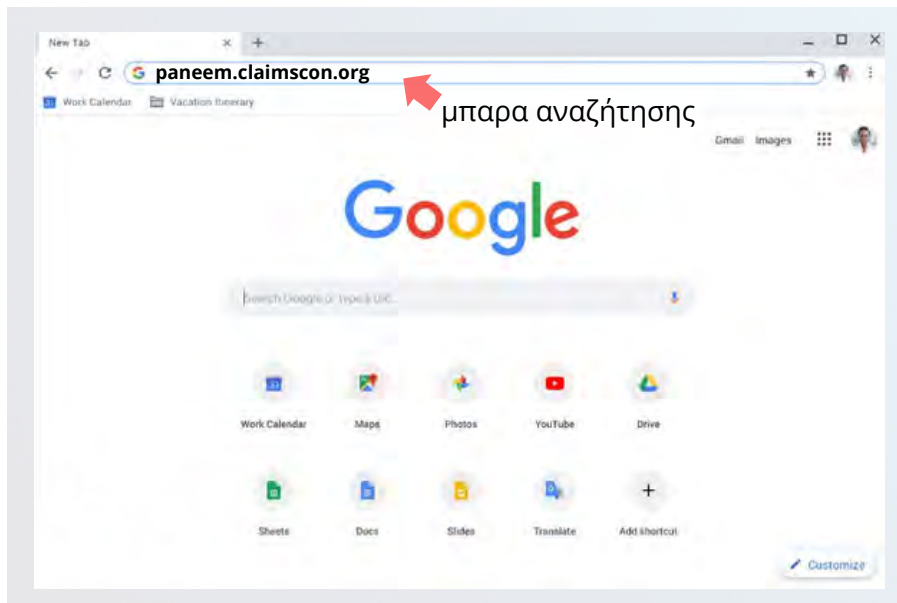 New Tab
paneem.claimscon.org
Work Calendar Vacation Itinerary
μπαρα αναζήτησης
Gmail Images
Google
Search Google or type a URL
Work Calendar Maps Photos YouTube Drive
Sheets Docs Slides Translate Add shortcut
Customize